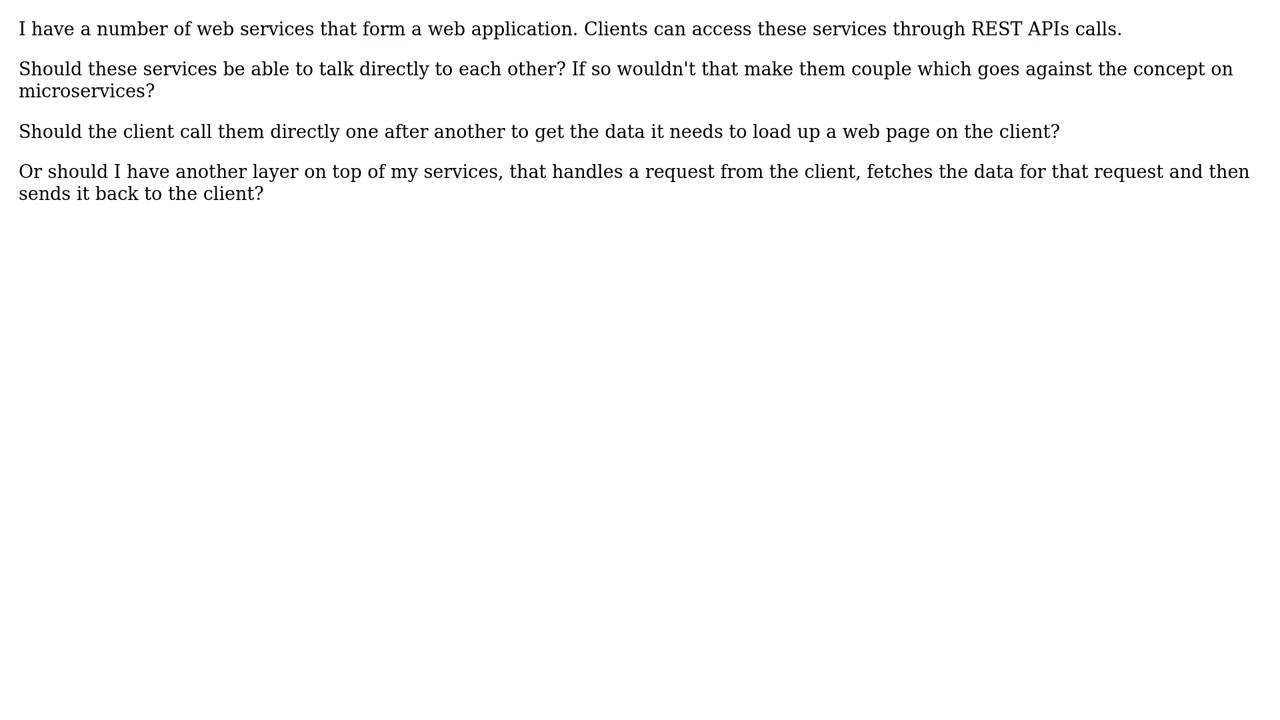 I have a number of web services that form a web application. Clients can access these services through REST APIs calls.
Should these services be able to talk directly to each other? If so wouldn't that make them couple which goes against the concept on
microservices?
Should the client call them directly one after another to get the data it needs to load up a web page on the client?
Or should I have another layer on top of my services, that handles a request from the client, fetches the data for that request and then
sends it back to the client?